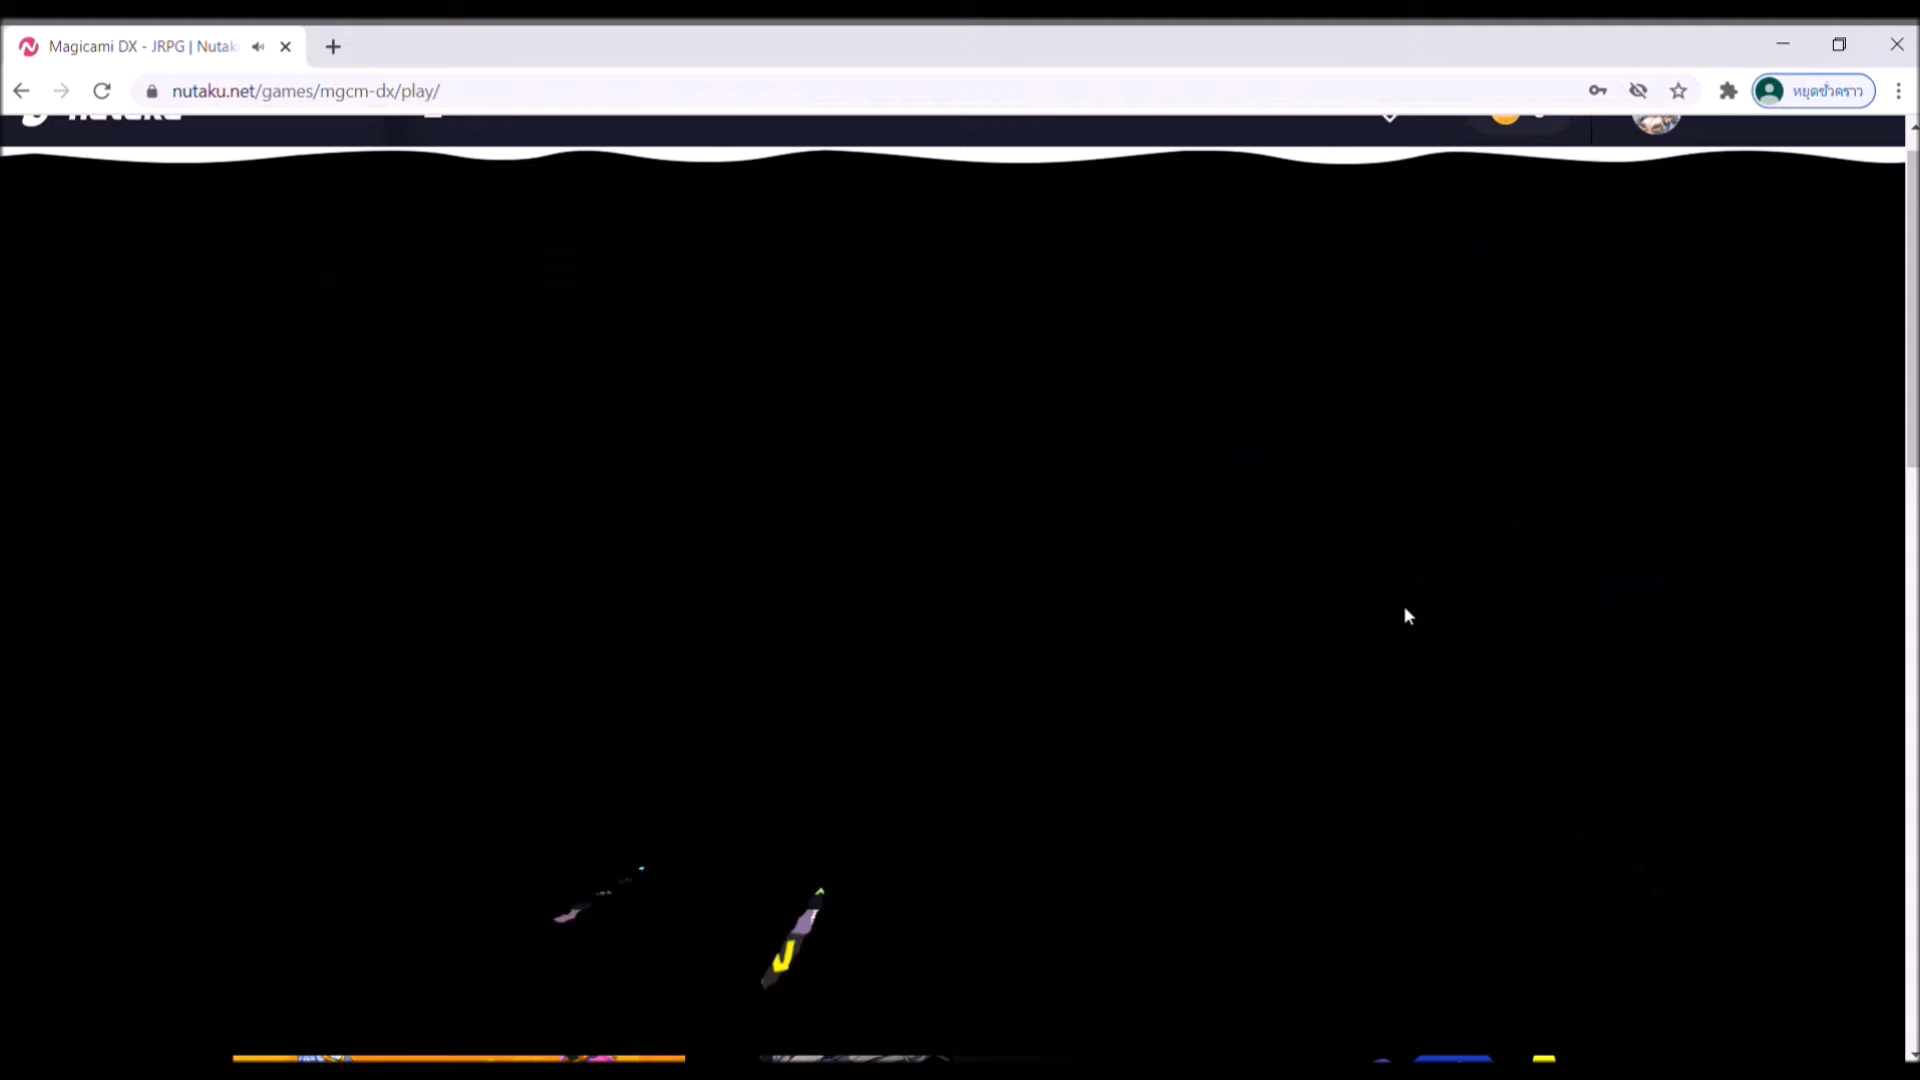 Magicami DX - JRPG | Nutak
nutaku.net/games/mgcm-dx/play/
หยุดชั่วคราว